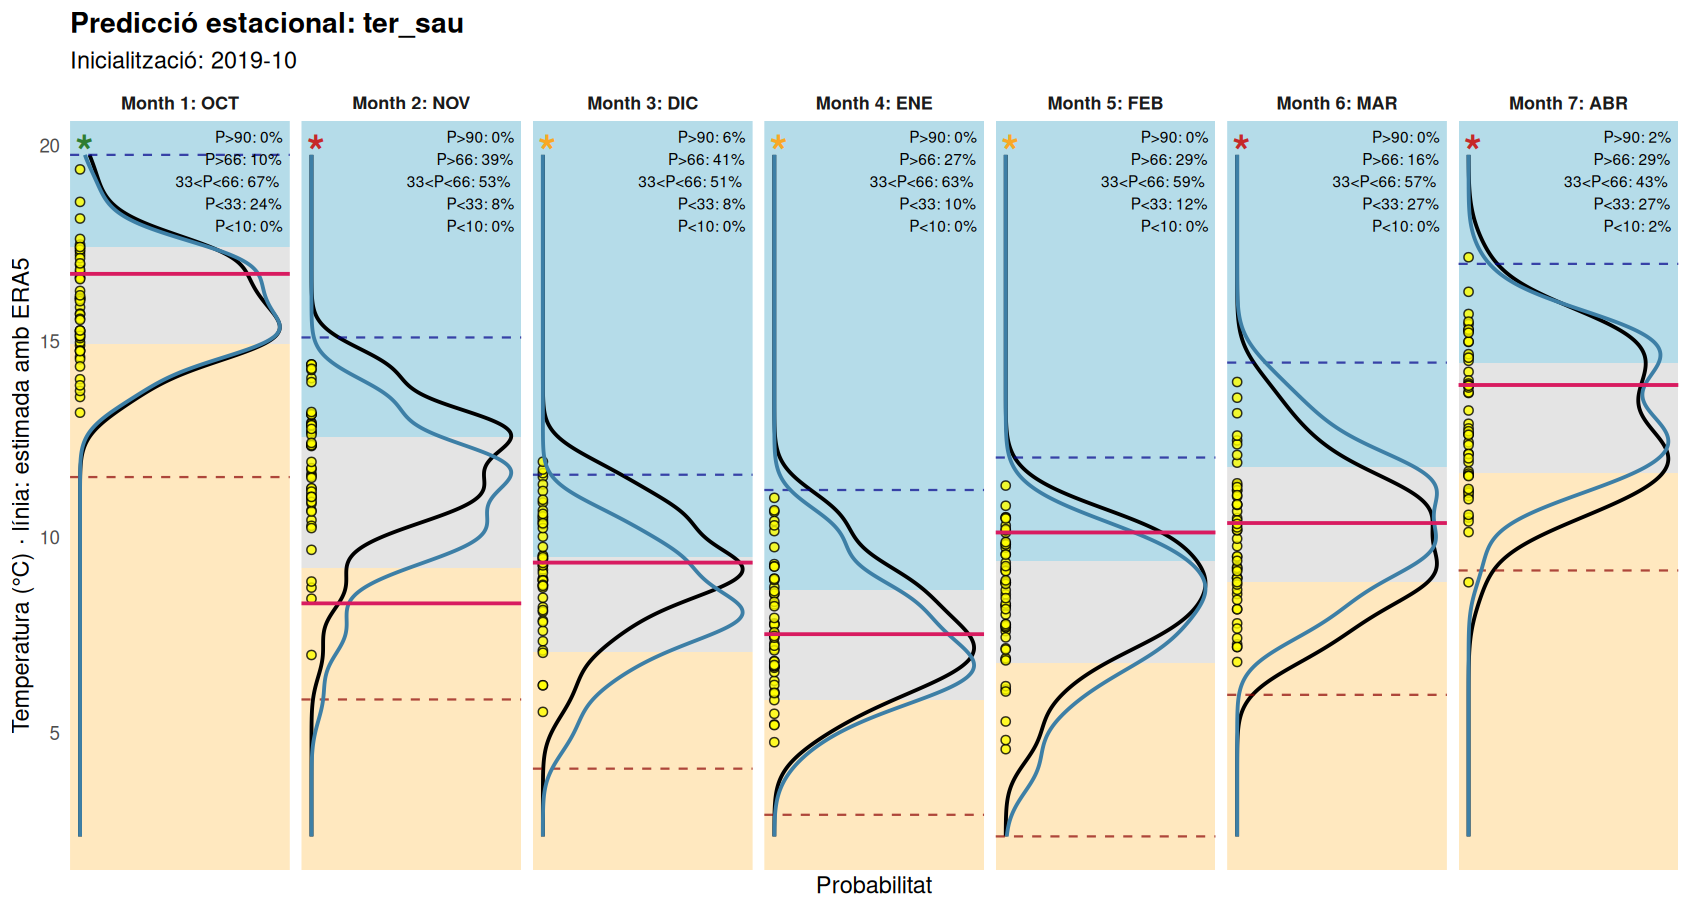 Predicció estacional: ter_sau
Inicialització: 2019-10
Month 1: OCT
Month 2: NOV
Month 3: DIC
Month 4: ENE
Month 5: FEB
Month 6: MAR
Month 7: ABR
P>90: 0%
P>66: 10%
33<P<66: 67%
P<33: 24%
P<10: 0%
P>90: 0%
P>66: 39%
33<P<66: 53%
P<33: 8%
P<10: 0%
P>90: 6%
P>66: 41%
33<P<66: 51%
P<33: 8%
P<10: 0%
P>90: 0%
P>66: 27%
33<P<66: 63%
P<33: 10%
P<10: 0%
P>90: 0%
P>66: 29%
33<P<66: 59%
P<33: 12%
P<10: 0%
P>90: 0%
P>66: 16%
33<P<66: 57%
P<33: 27%
P<10: 0%
P>90: 2%
P>66: 29%
33<P<66: 43%
P<33: 27%
P<10: 2%
20
15
10
5
Temperatura (°C) · línia: estimada amb ERA5
Probabilitat